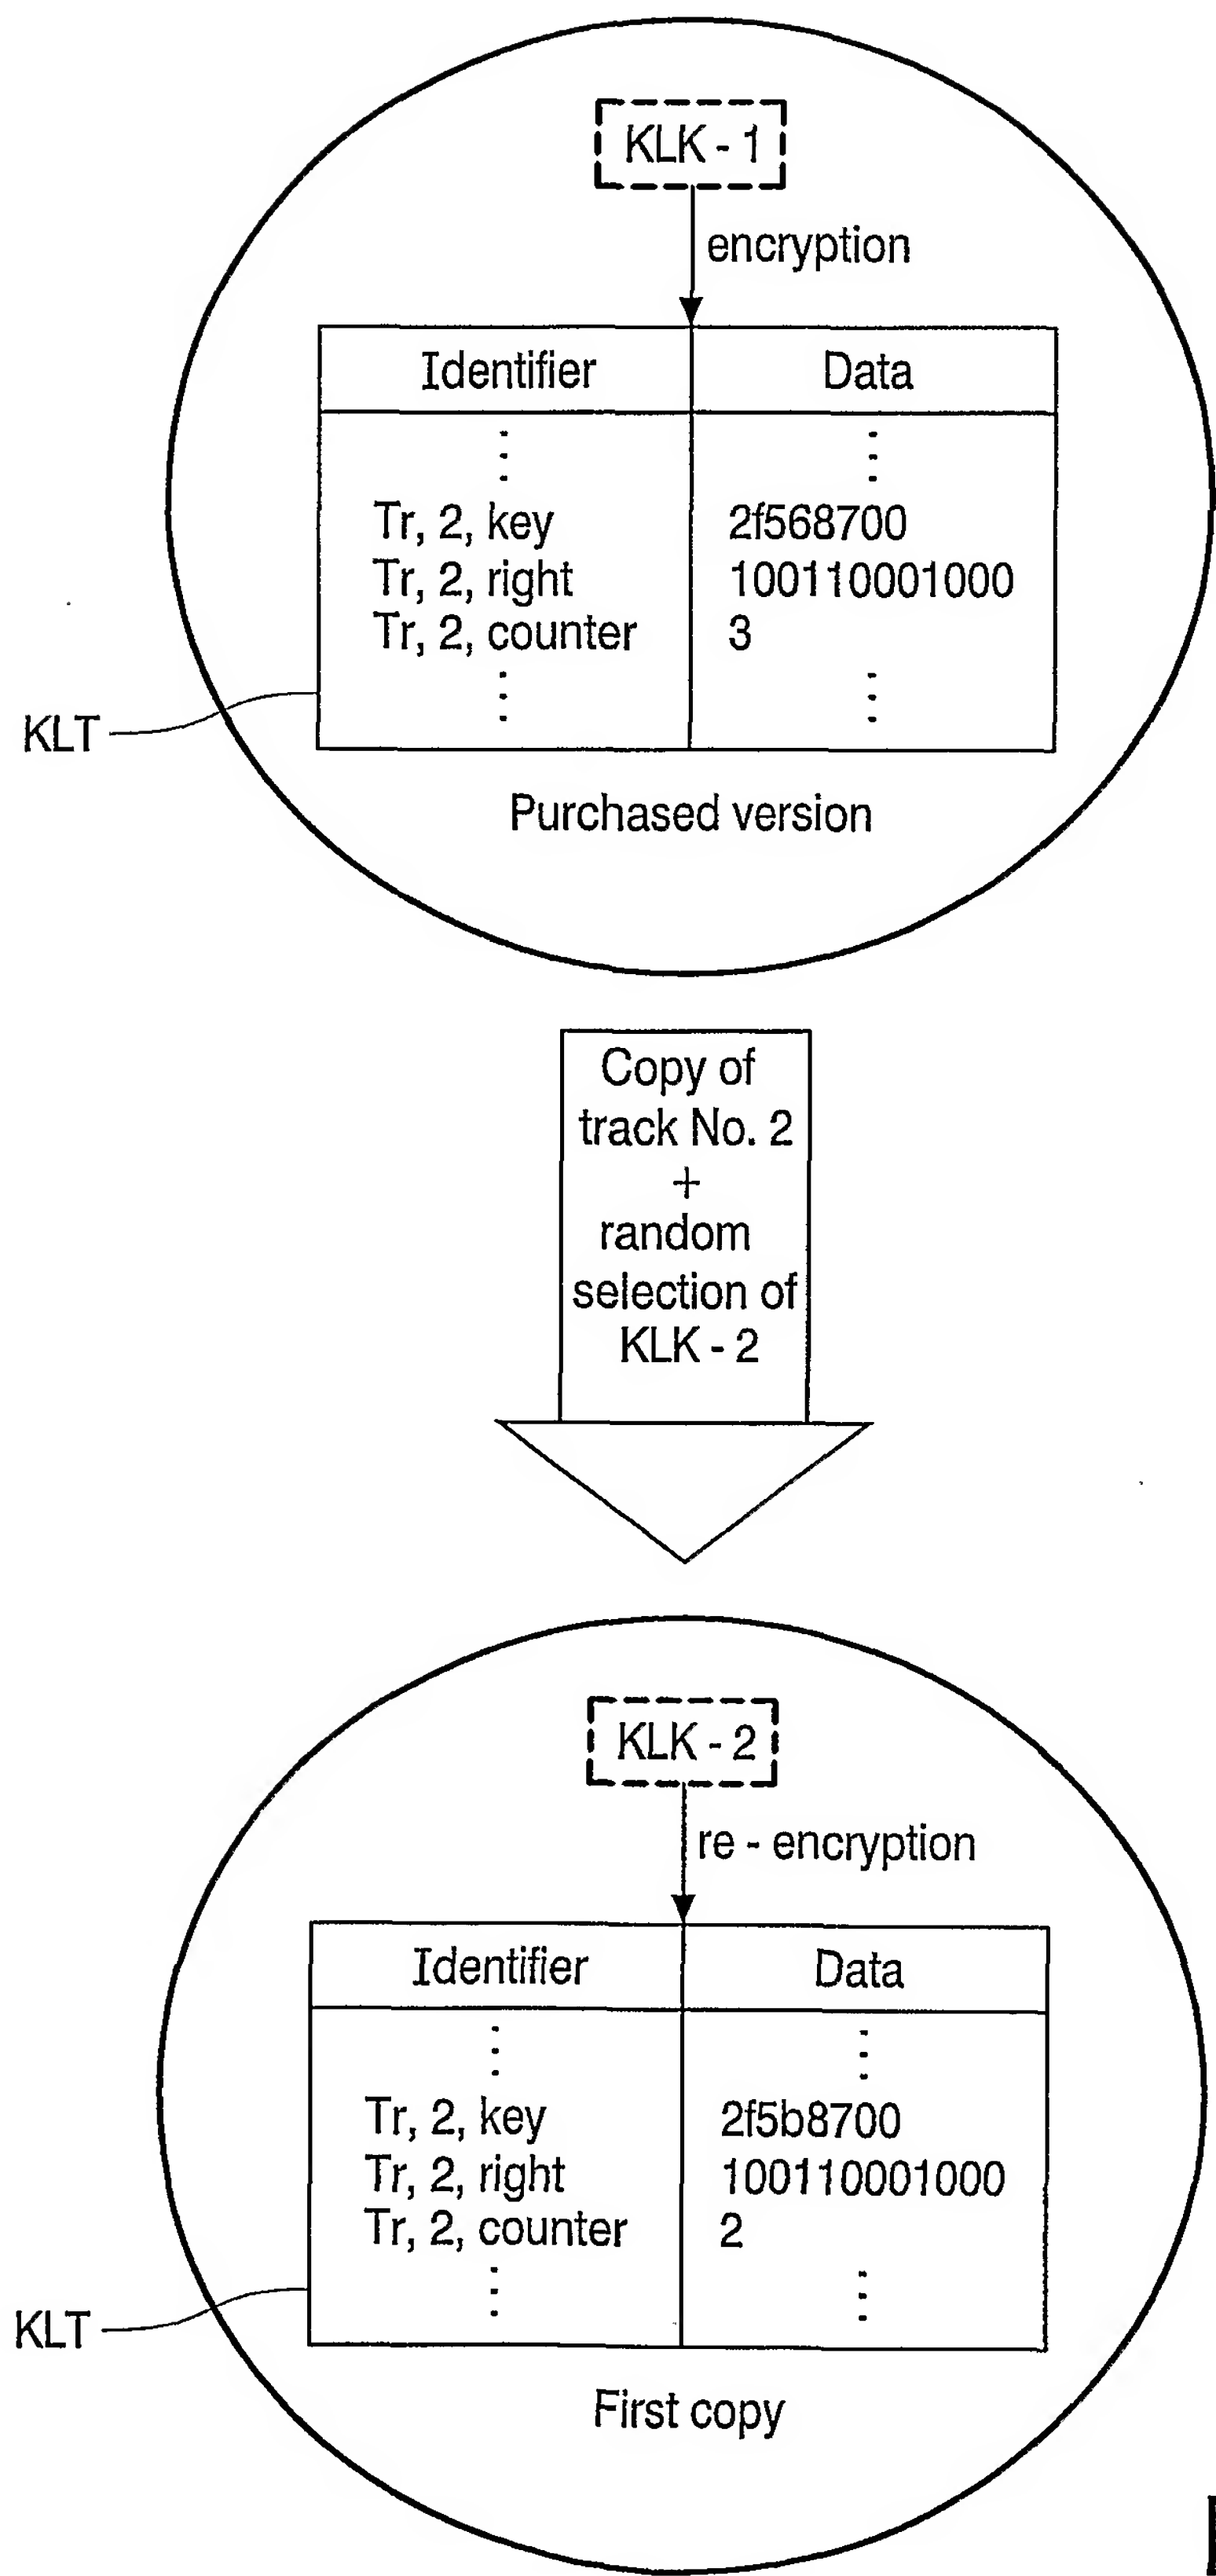 KLK - 1
encryption
Identifier Data
Tr, 2, key 2f568700
Tr, 2, right 100110001000
Tr, 2, counter 3
KLT
Purchased version
Copy of
track No. 2
+
random
selection of
KLK - 2
KLK - 2
re - encryption
Identifier Data
Tr, 2, key 2f5b8700
Tr, 2, right 100110001000
Tr, 2, counter 2
KLT
First copy